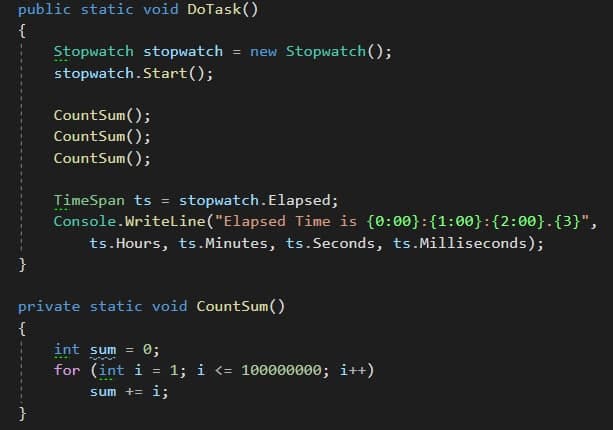 public static void DoTask()
{
    Stopwatch stopwatch = new Stopwatch();
    stopwatch.Start();

    CountSum();
    CountSum();
    CountSum();

    TimeSpan ts = stopwatch.Elapsed;
    Console.WriteLine("Elapsed Time is {0:00}:{1:00}:{2:00}.{3}",
        ts.Hours, ts.Minutes, ts.Seconds, ts.Milliseconds);
}

private static void CountSum()
{
    int sum = 0;
    for (int i = 1; i <= 100000000; i++)
        sum += i;
}